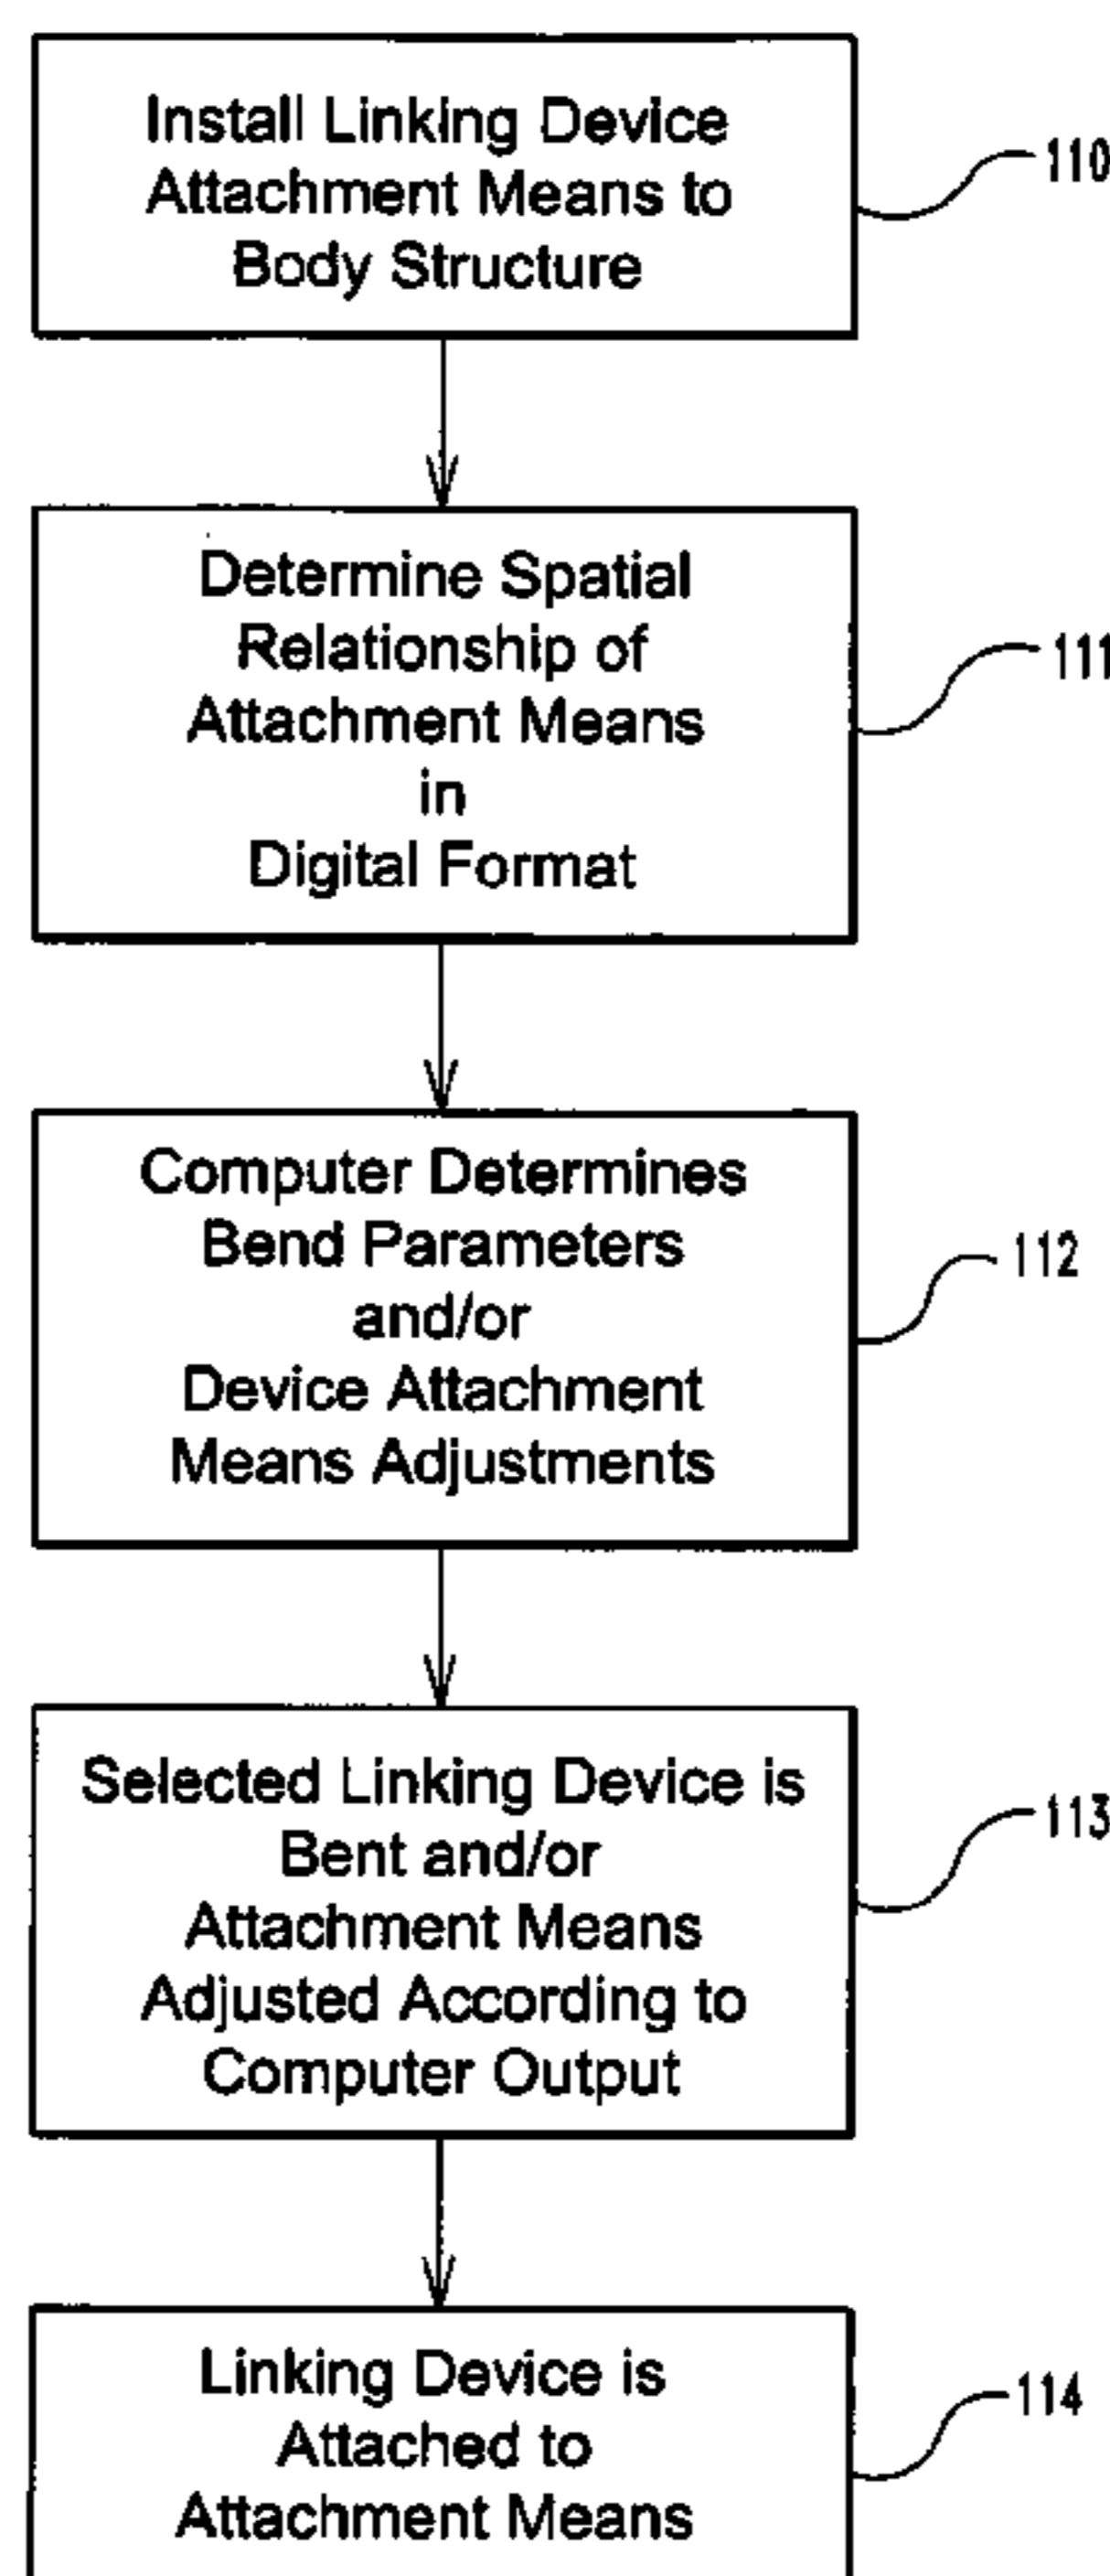 Install Linking Device
Attachment Means to
Body Structure
110
Determine Spatial
Relationship of
Attachment Means
in
Digital Format
111
Computer Determines
Bend Parameters
and/or
Device Attachment
Means Adjustments
112
Selected Linking Device is
Bent and/or
Attachment Means
Adjusted According to
Computer Output
113
Linking Device is
Attached to
Attachment Means
114